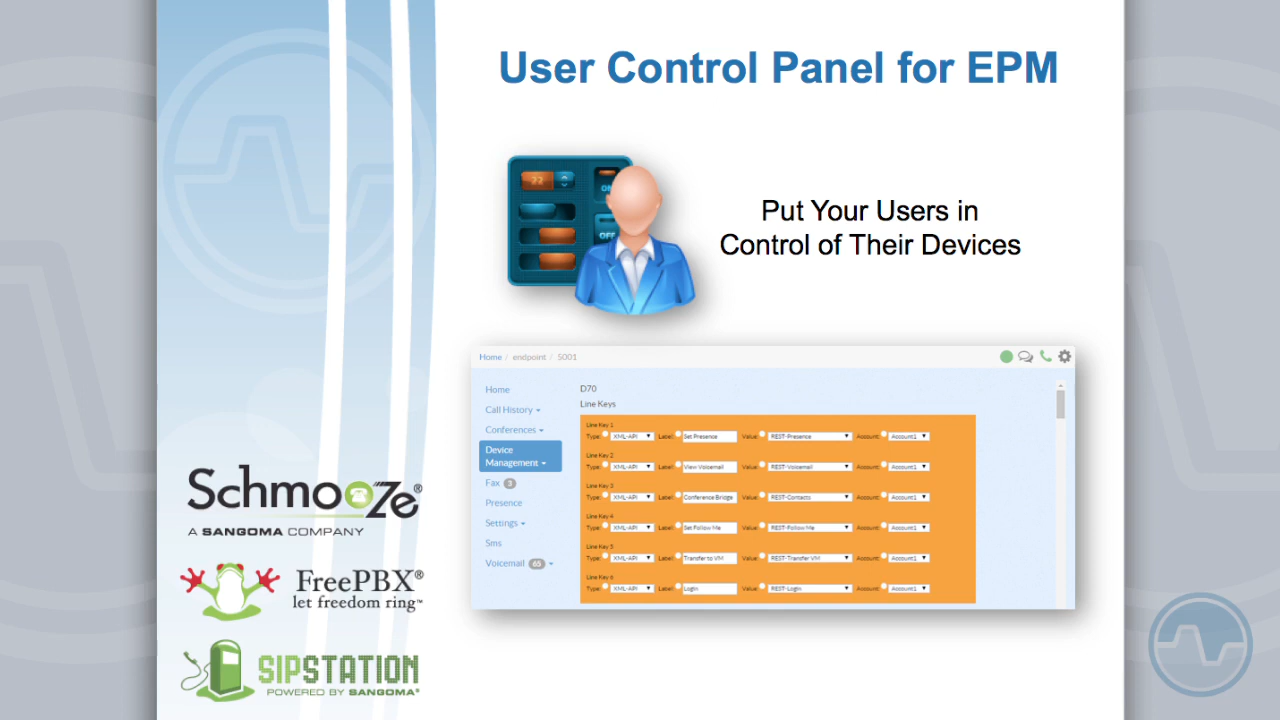 User Control Panel for EPM
22
ON
OFF
Put Your Users in
Control of Their Devices
Home / endpoint / 5001
Home
Call History
Conferences
Device
Management
Fax 3
Presence
Settings
Sms
Voicemail 65
D70
Line Keys
Line Key 1
Type: XML-API Label: Set Presence Value: REST-Presence Account: Account1
Line Key 2
Type: XML-API Label: View Voicemail Value: REST-Voicemail Account: Account1
Line Key 3
Type: XML-API Label: Conference Bridge Value: REST-Contacts Account: Account1
Line Key 4
Type: XML-API Label: Set Follow Me Value: REST-Follow Me Account: Account1
Line Key 5
Type: XML-API Label: Transfer to VM Value: REST-Transfer VM Account: Account1
Line Key 6
Type: XML-API Label: Login Value: REST-Login Account: Account1
Schmooze®
A SANGOMA COMPANY
FreePBX®
let freedom ring™
SIPSTATION
POWERED BY SANGOMA®